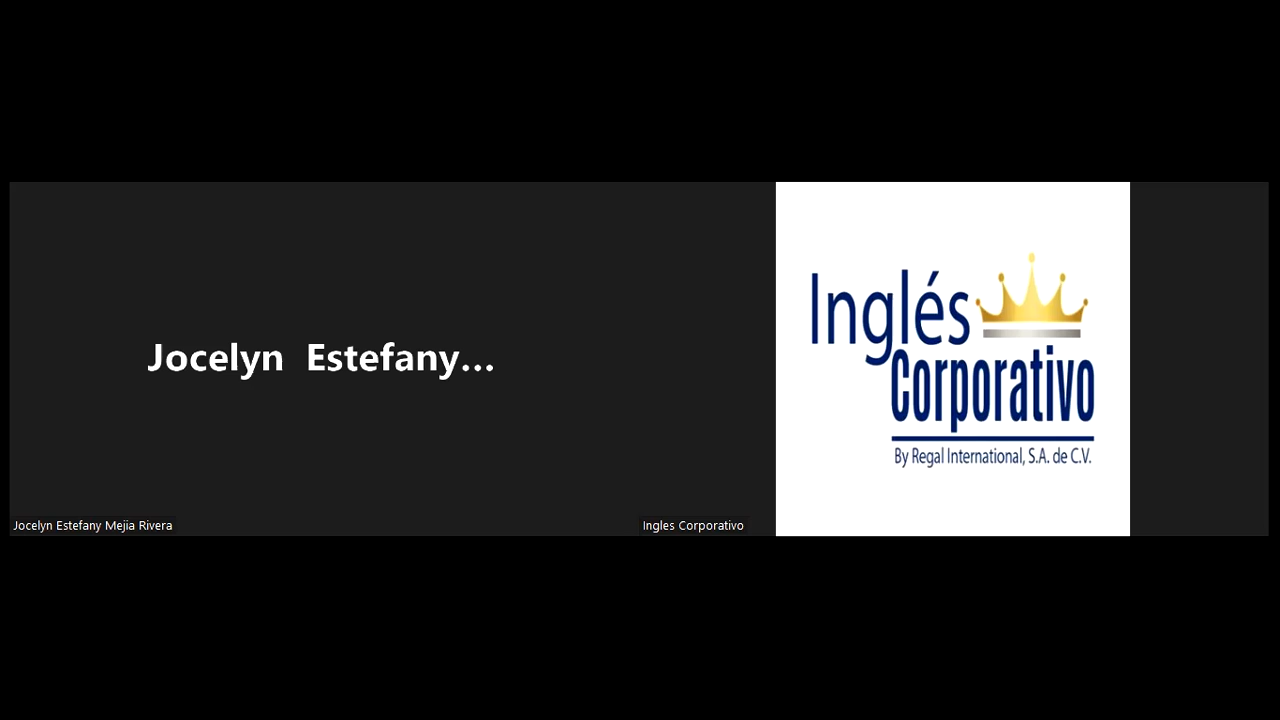 Jocelyn Estefany...
Jocelyn Estefany Mejia Rivera
Inglés
Corporativo
By Regal International, S.A. de C.V.
Ingles Corporativo